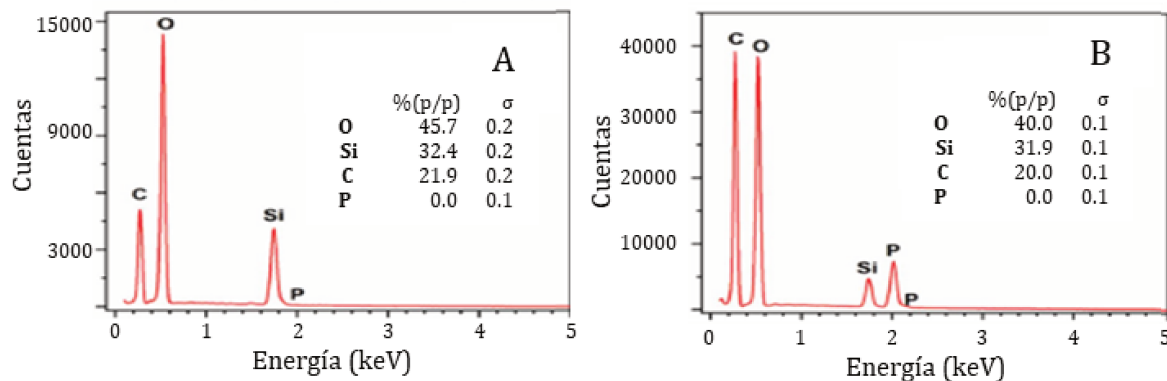 15000
9000
3000
Cuentas
O
C
Si
P
A
%(p/p) σ
O 45.7 0.2
Si 32.4 0.2
C 21.9 0.2
P 0.0 0.1
0 1 2 3 4 5
Energía (keV)
40000
30000
20000
10000
Cuentas
C
O
Si
P
P
B
%(p/p) σ
O 40.0 0.1
Si 31.9 0.1
C 20.0 0.1
P 0.0 0.1
0 1 2 3 4 5
Energía (keV)